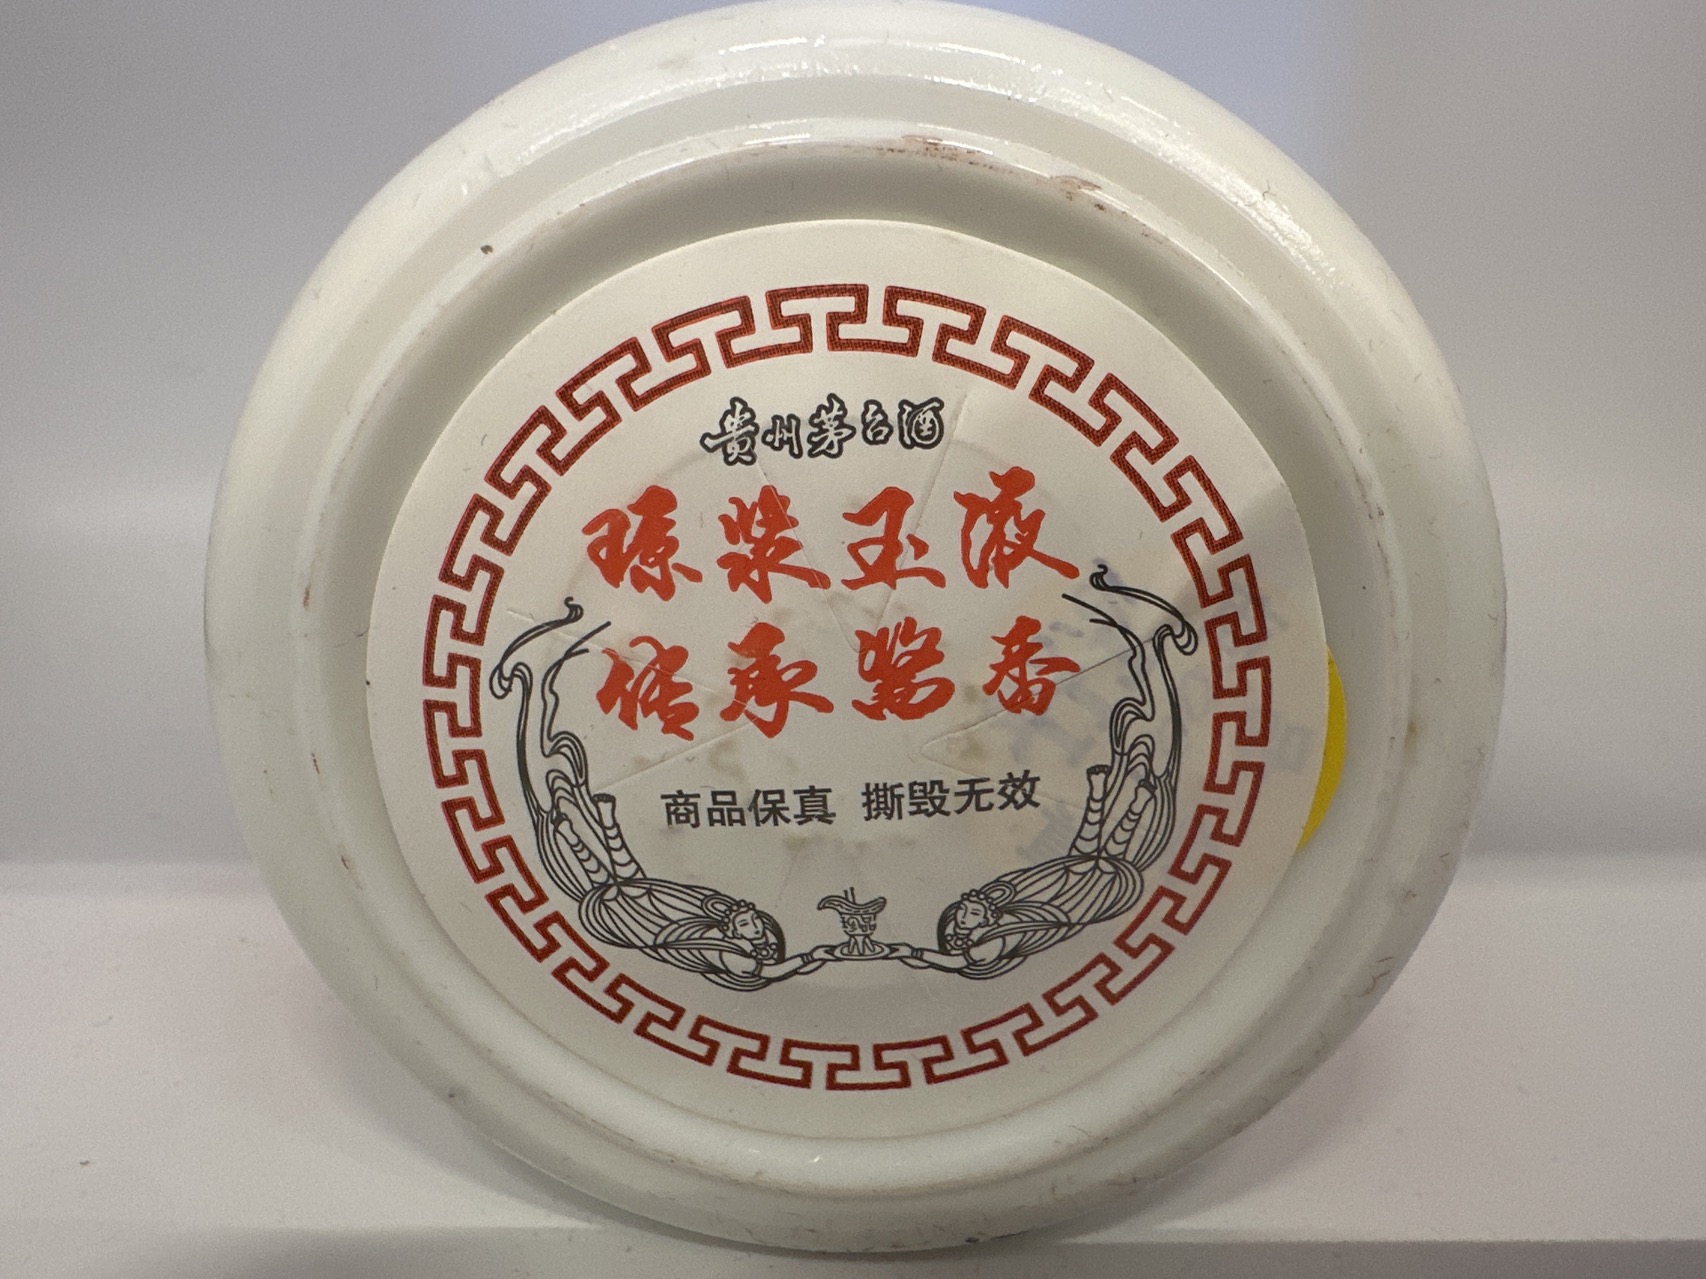 贵州茅台酒
琼浆玉液
传承酱香
商品保真 撕毁无效